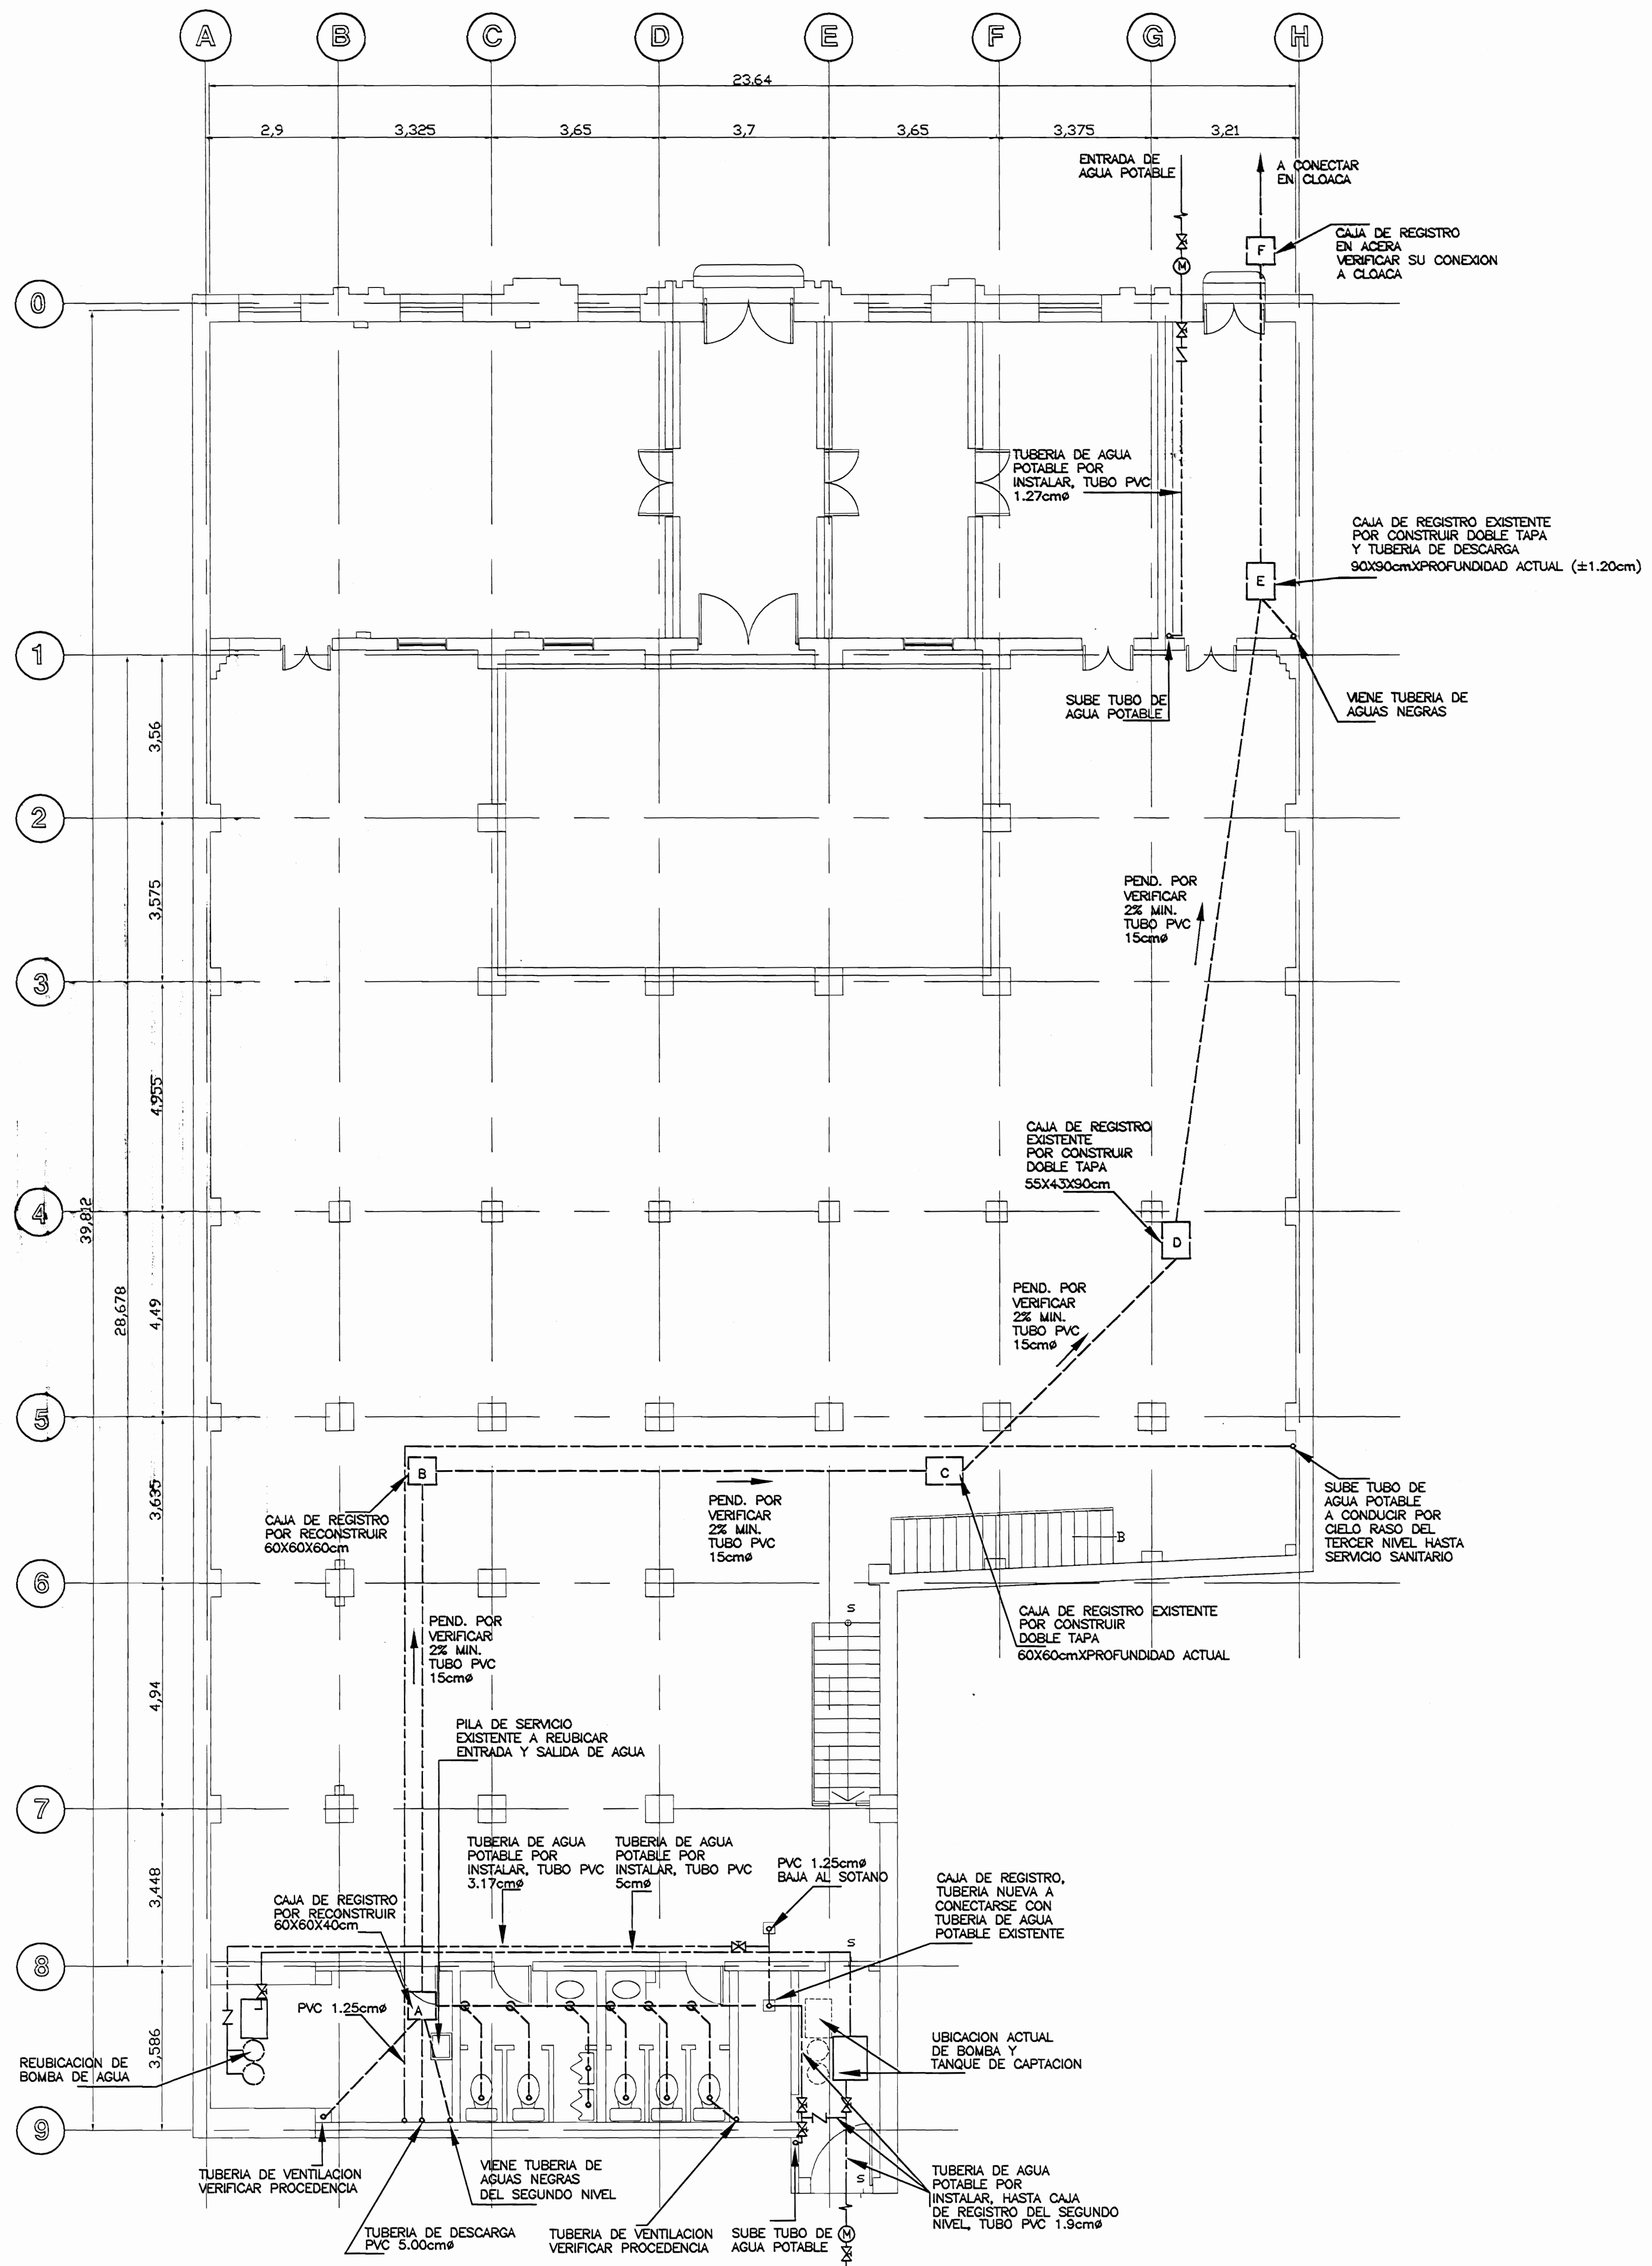 A
B
C
D
E
F
G
H
23.64
2,9
3,325
3,65
3,7
3,65
3,375
3,21
ENTRADA DE
AGUA POTABLE
A CONECTAR
EN CLOACA
M
F
CAJA DE REGISTRO
EN ACERA
VERIFICAR SU CONEXION
A CLOACA
0
TUBERIA DE AGUA
POTABLE POR
INSTALAR, TUBO PVC
1.27cmø
CAJA DE REGISTRO EXISTENTE
POR CONSTRUIR DOBLE TAPA
Y TUBERIA DE DESCARGA
90X90cmXPROFUNDIDAD ACTUAL (±1.20cm)
E
1
SUBE TUBO DE
AGUA POTABLE
VIENE TUBERIA DE
AGUAS NEGRAS
3,56
2
3,575
PEND. POR
VERIFICAR
2% MIN.
TUBO PVC
15cmø
3
4,955
CAJA DE REGISTRO
EXISTENTE
POR CONSTRUIR
DOBLE TAPA
55X43X90cm
4
39,812
D
28,678
4,49
PEND. POR
VERIFICAR
2% MIN.
TUBO PVC
15cmø
5
B
C
3,635
CAJA DE REGISTRO
POR RECONSTRUIR
60X60X60cm
PEND. POR
VERIFICAR
2% MIN.
TUBO PVC
15cmø
SUBE TUBO DE
AGUA POTABLE
A CONDUCIR POR
CIELO RASO DEL
TERCER NIVEL HASTA
SERVICIO SANITARIO
B
6
S
PEND. POR
VERIFICAR
2% MIN.
TUBO PVC
15cmø
CAJA DE REGISTRO EXISTENTE
POR CONSTRUIR
DOBLE TAPA
60X60cmXPROFUNDIDAD ACTUAL
4,94
PILA DE SERVICIO
EXISTENTE A REUBICAR
ENTRADA Y SALIDA DE AGUA
7
3,448
TUBERIA DE AGUA
POTABLE POR
INSTALAR, TUBO PVC
3.17cmø
TUBERIA DE AGUA
POTABLE POR
INSTALAR, TUBO PVC
5cmø
PVC 1.25cmø
BAJA AL SOTANO
CAJA DE REGISTRO,
TUBERIA NUEVA A
CONECTARSE CON
TUBERIA DE AGUA
POTABLE EXISTENTE
CAJA DE REGISTRO
POR RECONSTRUIR
60X60X40cm
S
8
PVC 1.25cmø
A
3,586
REUBICACION DE
BOMBA DE AGUA
UBICACION ACTUAL
DE BOMBA Y
TANQUE DE CAPTACION
9
TUBERIA DE VENTILACION
VERIFICAR PROCEDENCIA
VIENE TUBERIA DE
AGUAS NEGRAS
DEL SEGUNDO NIVEL
S
TUBERIA DE AGUA
POTABLE POR
INSTALAR, HASTA CAJA
DE REGISTRO DEL SEGUNDO
NIVEL, TUBO PVC 1.9cmø
TUBERIA DE DESCARGA
PVC 5.00cmø
TUBERIA DE VENTILACION
VERIFICAR PROCEDENCIA
SUBE TUBO DE
AGUA POTABLE
M